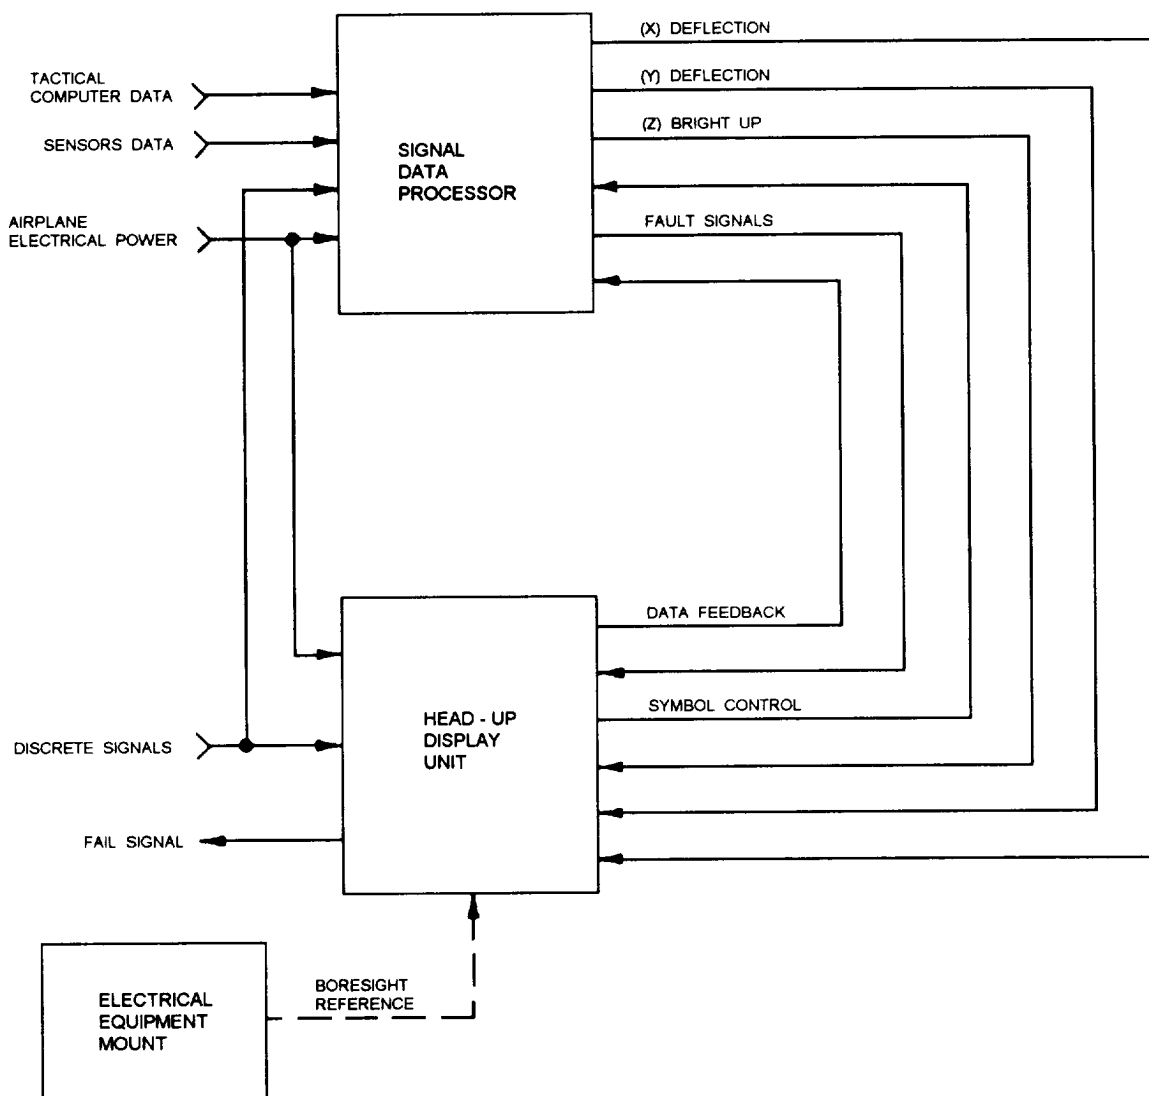 (X) DEFLECTION
TACTICAL
COMPUTER DATA
(Y) DEFLECTION
(Z) BRIGHT UP
SENSORS DATA
SIGNAL
DATA
PROCESSOR
AIRPLANE
ELECTRICAL POWER
FAULT SIGNALS
DATA FEEDBACK
SYMBOL CONTROL
HEAD - UP
DISPLAY
UNIT
DISCRETE SIGNALS
FAIL SIGNAL
BORESIGHT
REFERENCE
ELECTRICAL
EQUIPMENT
MOUNT